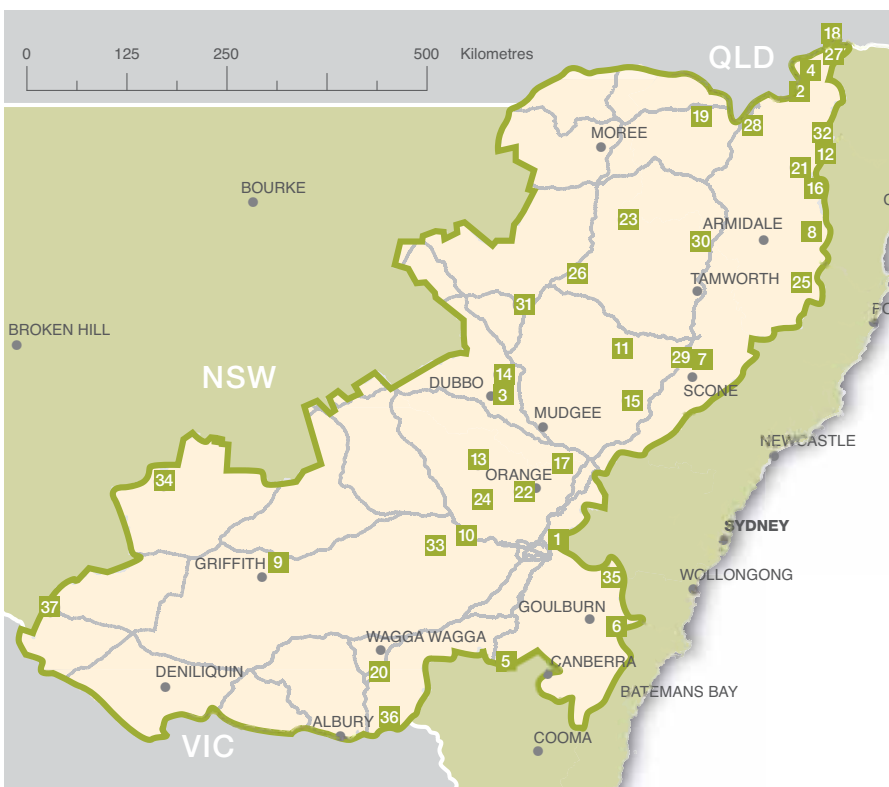 0 125 250 500 Kilometres
18
QLD
27
4
2
19
28
MOREE
32
12
21
BOURKE
16
23
ARMIDALE
8
30
26
TAMWORTH
25
31
BROKEN HILL
11
29
7
NSW
DUBBO
14
3
SCONE
15
MUDGEE
NEWCASTLE
13
17
ORANGE
34
22
24
SYDNEY
10
1
33
GRIFFITH
9
35
WOLLONGONG
37
GOULBURN
6
WAGGA WAGGA
5
CANBERRA
20
DENILIQUIN
BATEMANS BAY
36
ALBURY
VIC
COOMA